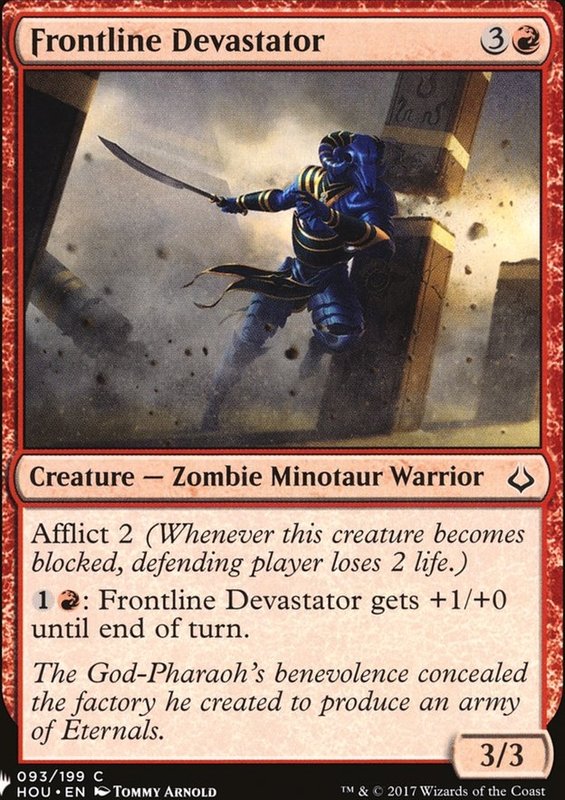 Frontline Devastator
3
Creature — Zombie Minotaur Warrior
Afflict 2 (Whenever this creature becomes
blocked, defending player loses 2 life.)
1 : Frontline Devastator gets +1/+0
until end of turn.
The God-Pharaoh's benevolence concealed
the factory he created to produce an army
of Eternals.
3/3
093/199 C
HOU • EN TOMMY ARNOLD
™ & © 2017 Wizards of the Coast